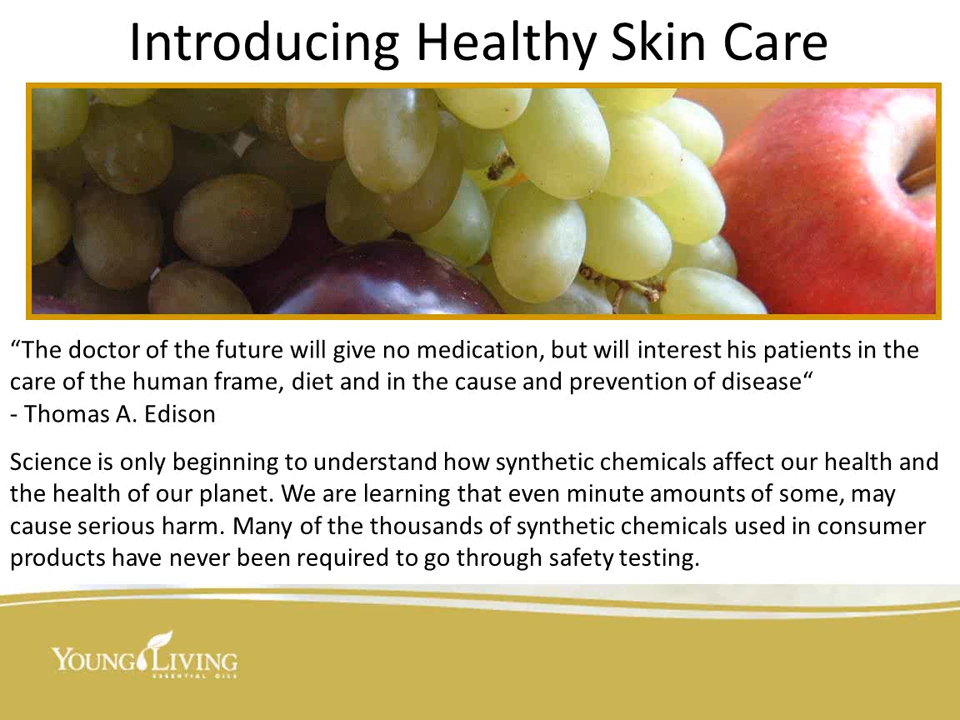 Introducing Healthy Skin Care
“The doctor of the future will give no medication, but will interest his patients in the
care of the human frame, diet and in the cause and prevention of disease“
- Thomas A. Edison
Science is only beginning to understand how synthetic chemicals affect our health and
the health of our planet. We are learning that even minute amounts of some, may
cause serious harm. Many of the thousands of synthetic chemicals used in consumer
products have never been required to go through safety testing.
YOUNG LIVING
ESSENTIAL OILS